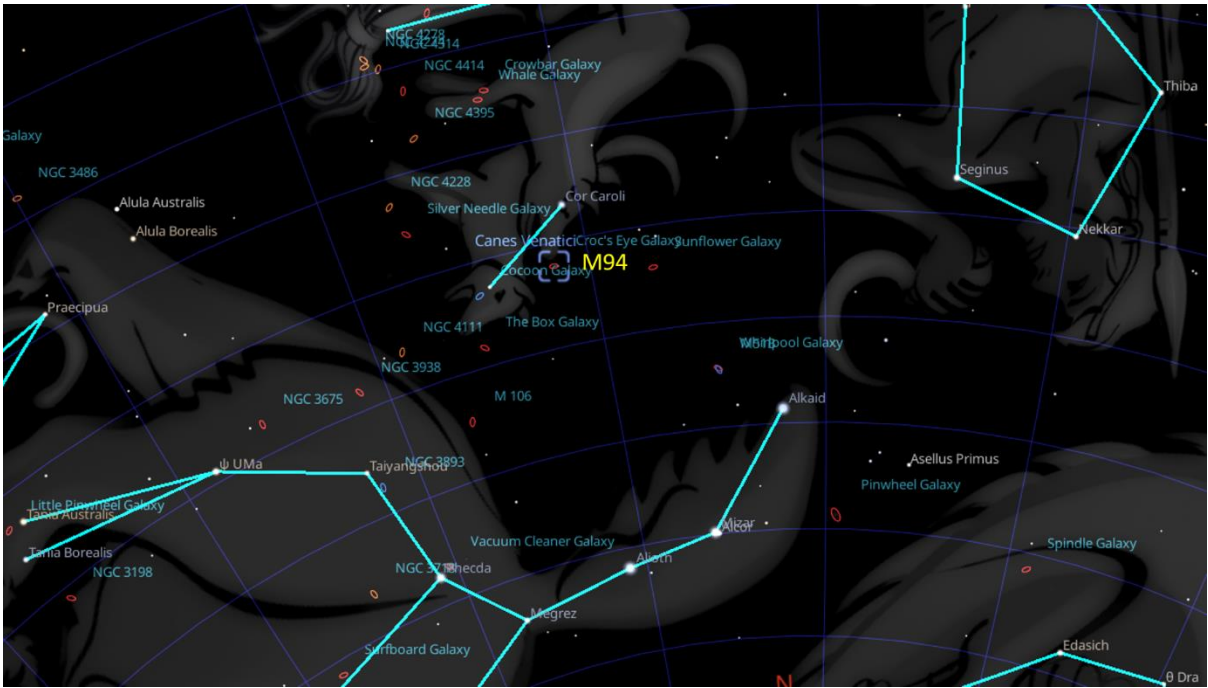 NGC 4278
NGC 4314
NGC 4414
Crowbar Galaxy
Whale Galaxy
Thiba
NGC 4395
Galaxy
NGC 3486
Seginus
NGC 4228
Cor Caroli
Alula Australis
Silver Needle Galaxy
Alula Borealis
Nekkar
Canes Venatici
Croc's Eye Galaxy
Sunflower Galaxy
M94
Cocoon Galaxy
Praecipua
The Box Galaxy
NGC 4111
Whirlpool Galaxy
NGC 3938
M 106
NGC 3675
Alkaid
NGC 3893
ψ UMa
Taiyangshou
Asellus Primus
Pinwheel Galaxy
Little Pinwheel Galaxy
Tania Australis
Mizar
Alcor
Vacuum Cleaner Galaxy
Spindle Galaxy
Tania Borealis
Alioth
NGC 3198
Phecda
Megrez
Surfboard Galaxy
Edasich
θ Dra
N